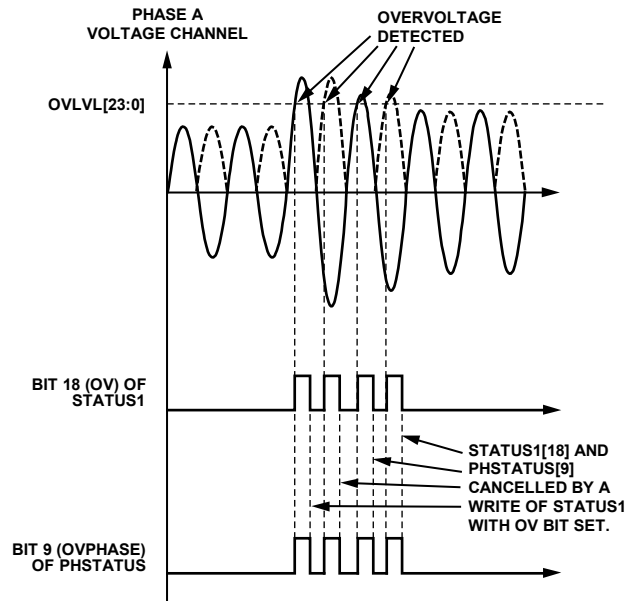 PHASE A
VOLTAGE CHANNEL
OVERVOLTAGE
DETECTED
OVLVL[23:0]
BIT 18 (OV) OF
STATUS1
STATUS1[18] AND
PHSTATUS[9]
CANCELLED BY A
WRITE OF STATUS1
WITH OV BIT SET.
BIT 9 (OVPHASE)
OF PHSTATUS